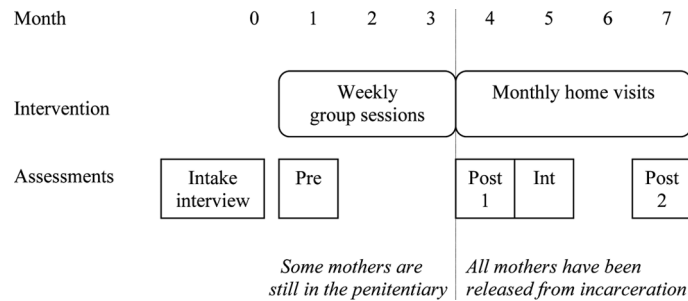 Month 0 1 2 3 4 5 6 7
Weekly
group sessions
Monthly home visits
Intervention
Assessments
Intake
interview
Pre
Post
1
Int
Post
2
Some mothers are
still in the penitentiary
All mothers have been
released from incarceration